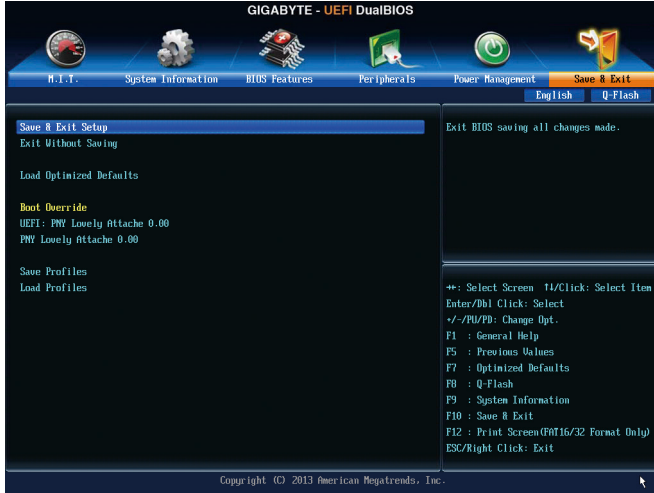 GIGABYTE - UEFI DualBIOS
M.I.T.
System Information
BIOS Features
Peripherals
Power Management
Save & Exit
English
Q-Flash
Save & Exit Setup
Exit Without Saving
Load Optimized Defaults
Boot Override
UEFI: PNY Lovely Attache 0.00
PNY Lovely Attache 0.00
Save Profiles
Load Profiles
Exit BIOS saving all changes made.
→←: Select Screen ↑↓/Click: Select Item
Enter/Dbl Click: Select
+/-/PU/PD: Change Opt.
F1 : General Help
F5 : Previous Values
F7 : Optimized Defaults
F8 : Q-Flash
F9 : System Information
F10 : Save & Exit
F12 : Print Screen(FAT16/32 Format Only)
ESC/Right Click: Exit
Copyright (C) 2013 American Megatrends, Inc.